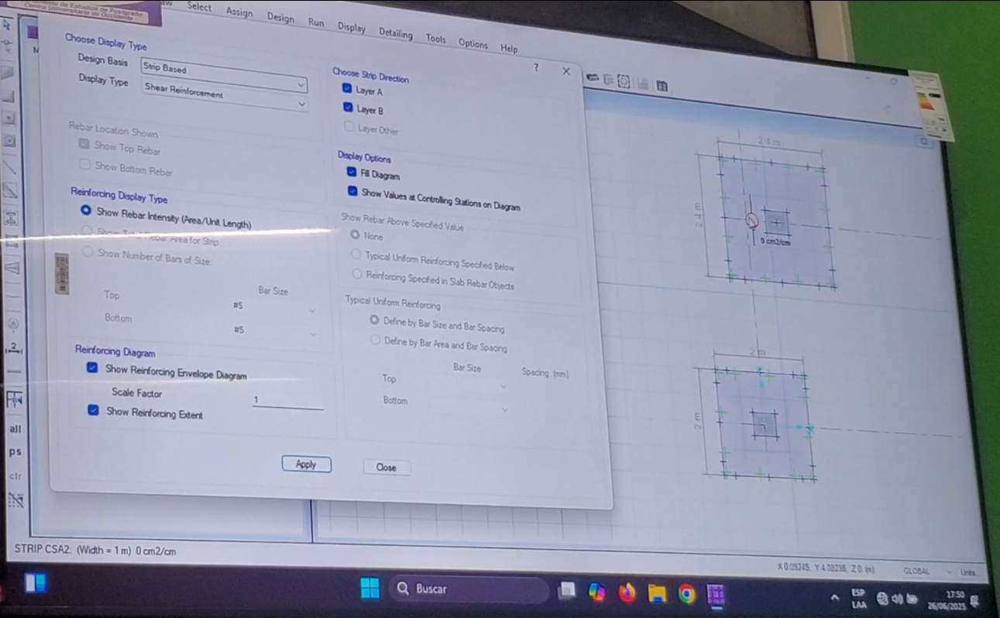 de Estudios de Postgrado
Centro Universitario de Occidente
Select Assign Design Run Display Detailing Tools Options Help
? ×
Choose Display Type
Design Basis Strip Based
Display Type Shear Reinforcement
Rebar Location Shown
Show Top Rebar
Show Bottom Rebar
Reinforcing Display Type
Show Rebar Intensity (Area/Unit Length)
Show Total Rebar Area for Strip
Show Number of Bars of Size:
Bar Size
Top #5
Bottom #5
Reinforcing Diagram
Show Reinforcing Envelope Diagram
Scale Factor 1
Show Reinforcing Extent
Choose Strip Direction
Layer A
Layer B
Layer Other
Display Options
Fill Diagram
Show Values at Controlling Stations on Diagram
Show Rebar Above Specified Value
None
Typical Uniform Reinforcing Specified Below
Reinforcing Specified in Slab Rebar Objects
Typical Uniform Reinforcing
Define by Bar Size and Bar Spacing
Define by Bar Area and Bar Spacing
Bar Size Spacing (mm)
Top
Bottom
Apply Close
2.4 m
2.4 m
0 cm2/cm
2 m
2 m
2
all
ps
clr
STRIP CSA2: (Width = 1 m) 0 cm2/cm
GLOBAL Units...
Buscar
ESP
LAA
17:50
26/06/2025